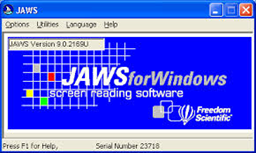 JAWS
Options Utilities Language Help
JAWS Version 9.0.2169U
JAWSforWindows
screen reading software
Freedom
Scientific
Press F1 for Help, Serial Number 23718